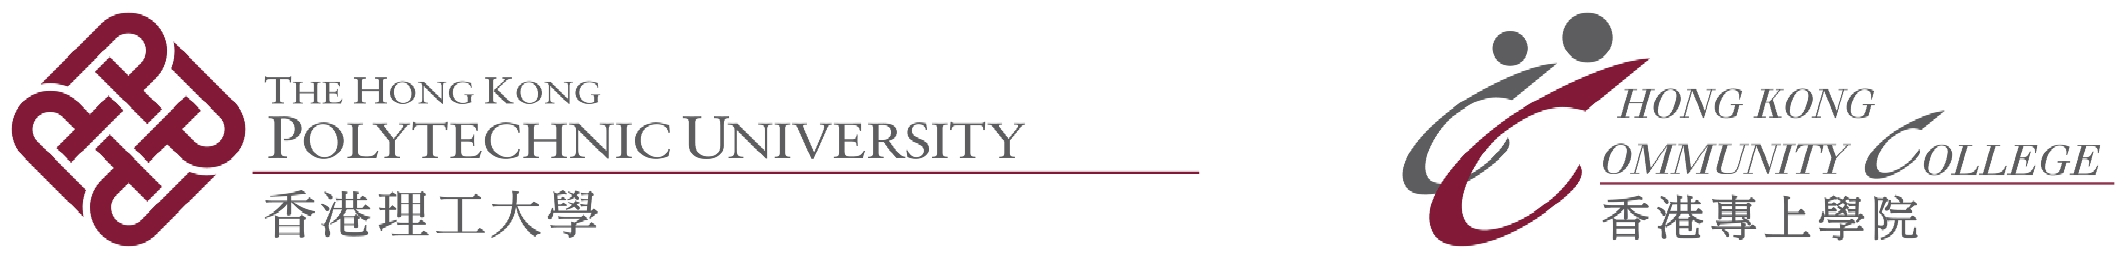 THE HONG KONG
POLYTECHNIC UNIVERSITY
香港理工大學
HONG KONG
COMMUNITY COLLEGE
香港專上學院